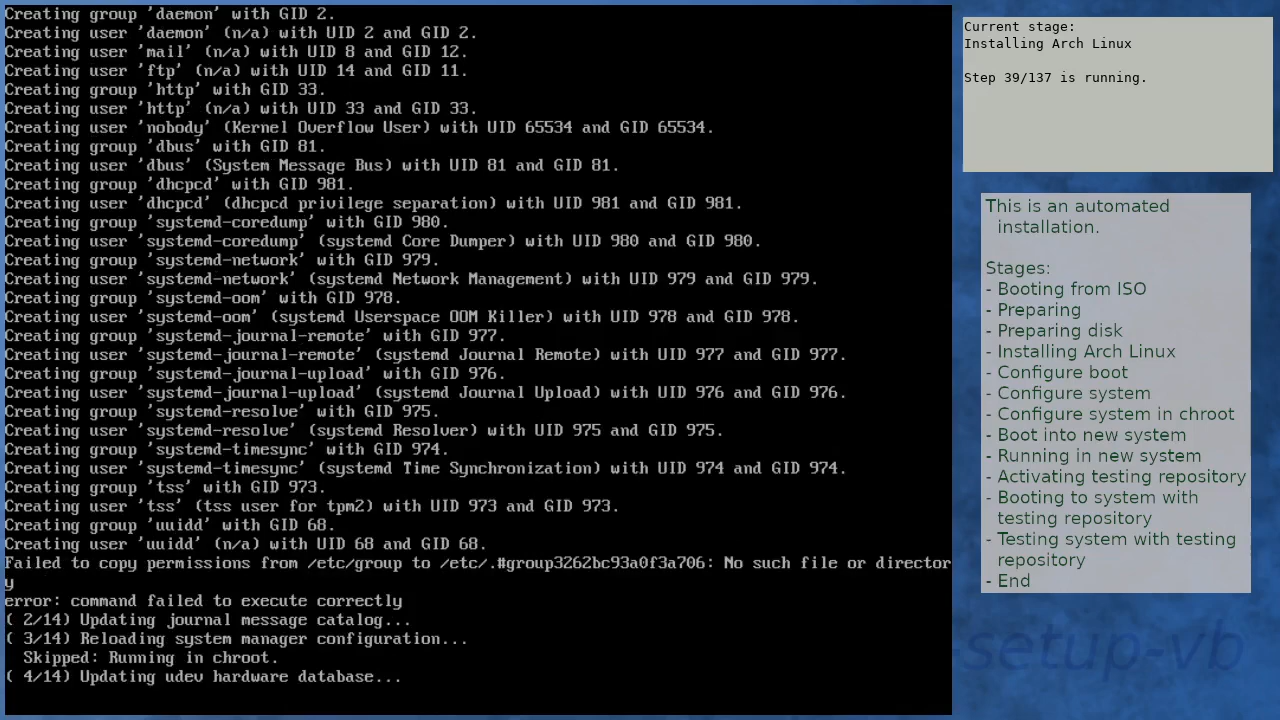 Creating group 'daemon' with GID 2.
Creating user 'daemon' (n/a) with UID 2 and GID 2.
Creating user 'mail' (n/a) with UID 8 and GID 12.
Creating user 'ftp' (n/a) with UID 14 and GID 11.
Creating group 'http' with GID 33.
Creating user 'http' (n/a) with UID 33 and GID 33.
Creating user 'nobody' (Kernel Overflow User) with UID 65534 and GID 65534.
Creating group 'dbus' with GID 81.
Creating user 'dbus' (System Message Bus) with UID 81 and GID 81.
Creating group 'dhcpcd' with GID 981.
Creating user 'dhcpcd' (dhcpcd privilege separation) with UID 981 and GID 981.
Creating group 'systemd-coredump' with GID 980.
Creating user 'systemd-coredump' (systemd Core Dumper) with UID 980 and GID 980.
Creating group 'systemd-network' with GID 979.
Creating user 'systemd-network' (systemd Network Management) with UID 979 and GID 979.
Creating group 'systemd-oom' with GID 978.
Creating user 'systemd-oom' (systemd Userspace OOM Killer) with UID 978 and GID 978.
Creating group 'systemd-journal-remote' with GID 977.
Creating user 'systemd-journal-remote' (systemd Journal Remote) with UID 977 and GID 977.
Creating group 'systemd-journal-upload' with GID 976.
Creating user 'systemd-journal-upload' (systemd Journal Upload) with UID 976 and GID 976.
Creating group 'systemd-resolve' with GID 975.
Creating user 'systemd-resolve' (systemd Resolver) with UID 975 and GID 975.
Creating group 'systemd-timesync' with GID 974.
Creating user 'systemd-timesync' (systemd Time Synchronization) with UID 974 and GID 974.
Creating group 'tss' with GID 973.
Creating user 'tss' (tss user for tpm2) with UID 973 and GID 973.
Creating group 'uuidd' with GID 68.
Creating user 'uuidd' (n/a) with UID 68 and GID 68.
Failed to copy permissions from /etc/group to /etc/.#group3262bc93a0f3a706: No such file or director
y
error: command failed to execute correctly
( 2/14) Updating journal message catalog...
( 3/14) Reloading system manager configuration...
  Skipped: Running in chroot.
( 4/14) Updating udev hardware database...
Current stage:
Installing Arch Linux
Step 39/137 is running.
This is an automated
installation.
Stages:
- Booting from ISO
- Preparing
- Preparing disk
- Installing Arch Linux
- Configure boot
- Configure system
- Configure system in chroot
- Boot into new system
- Running in new system
- Activating testing repository
- Booting to system with
testing repository
- Testing system with testing
repository
- End
-setup-vb